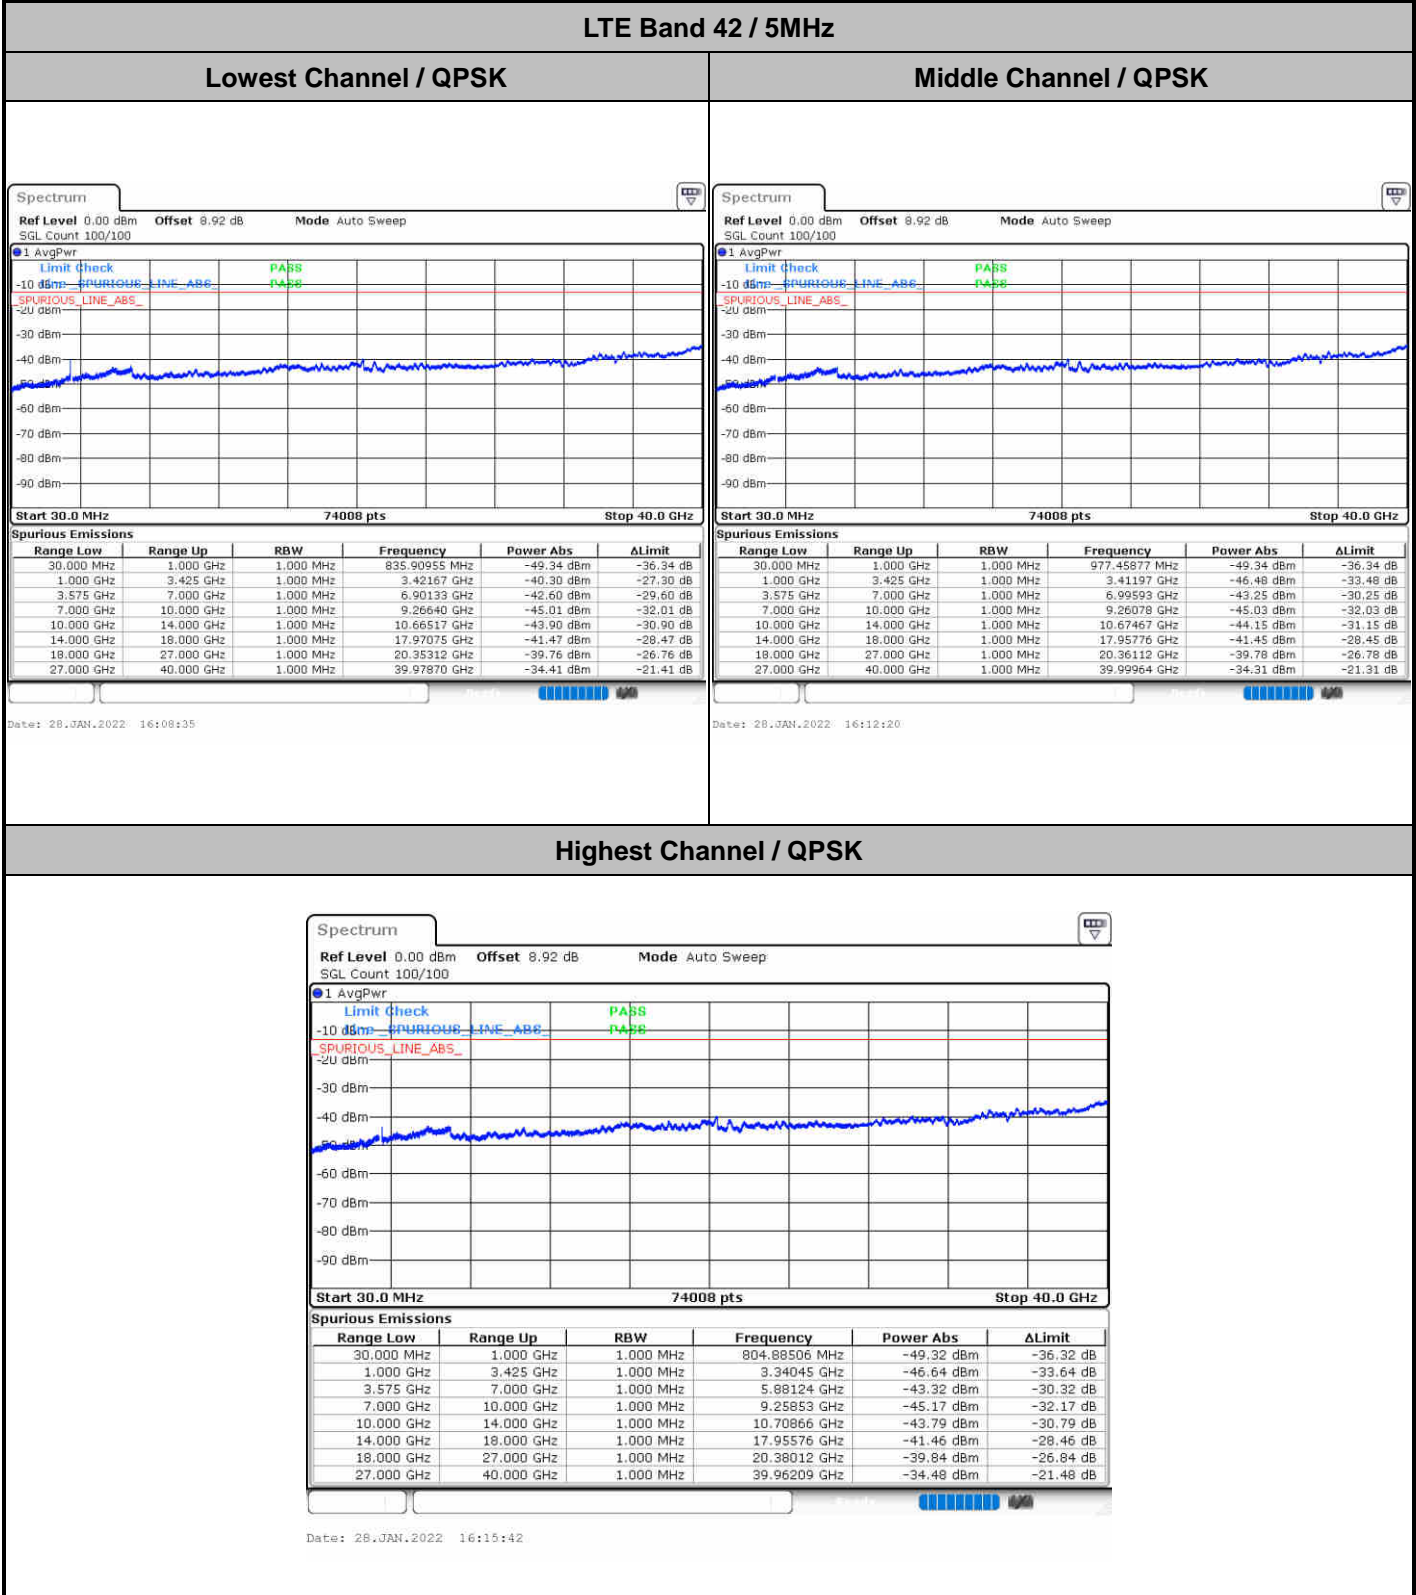 LTE Band 42 / 5MHz
Lowest Channel / QPSK
Middle Channel / QPSK
Spectrum
Ref Level 0.00 dBm Offset 8.92 dB Mode Auto Sweep
SGL Count 100/100
1 AvgPwr
Limit Check PASS
Line _SPURIOUS_LINE_ABS_ PASS
-10 dBm
_SPURIOUS_LINE_ABS_
-20 dBm
-30 dBm
-40 dBm
-50 dBm
-60 dBm
-70 dBm
-80 dBm
-90 dBm
Start 30.0 MHz 74008 pts Stop 40.0 GHz
Spurious Emissions
Range Low Range Up RBW Frequency Power Abs ΔLimit
30.000 MHz 1.000 GHz 1.000 MHz 835.90955 MHz -49.34 dBm -36.34 dB
1.000 GHz 3.425 GHz 1.000 MHz 3.42167 GHz -40.30 dBm -27.30 dB
3.575 GHz 7.000 GHz 1.000 MHz 6.90133 GHz -42.60 dBm -29.60 dB
7.000 GHz 10.000 GHz 1.000 MHz 9.26640 GHz -45.01 dBm -32.01 dB
10.000 GHz 14.000 GHz 1.000 MHz 10.66517 GHz -43.90 dBm -30.90 dB
14.000 GHz 18.000 GHz 1.000 MHz 17.97075 GHz -41.47 dBm -28.47 dB
18.000 GHz 27.000 GHz 1.000 MHz 20.35312 GHz -39.76 dBm -26.76 dB
27.000 GHz 40.000 GHz 1.000 MHz 39.97870 GHz -34.41 dBm -21.41 dB
Date: 28.JAN.2022 16:08:35
Spectrum
Ref Level 0.00 dBm Offset 8.92 dB Mode Auto Sweep
SGL Count 100/100
1 AvgPwr
Limit Check PASS
Line _SPURIOUS_LINE_ABS_ PASS
-10 dBm
_SPURIOUS_LINE_ABS_
-20 dBm
-30 dBm
-40 dBm
-50 dBm
-60 dBm
-70 dBm
-80 dBm
-90 dBm
Start 30.0 MHz 74008 pts Stop 40.0 GHz
Spurious Emissions
Range Low Range Up RBW Frequency Power Abs ΔLimit
30.000 MHz 1.000 GHz 1.000 MHz 977.45877 MHz -49.34 dBm -36.34 dB
1.000 GHz 3.425 GHz 1.000 MHz 3.41197 GHz -46.48 dBm -33.48 dB
3.575 GHz 7.000 GHz 1.000 MHz 6.99593 GHz -43.25 dBm -30.25 dB
7.000 GHz 10.000 GHz 1.000 MHz 9.26078 GHz -45.03 dBm -32.03 dB
10.000 GHz 14.000 GHz 1.000 MHz 10.67467 GHz -44.15 dBm -31.15 dB
14.000 GHz 18.000 GHz 1.000 MHz 17.95776 GHz -41.45 dBm -28.45 dB
18.000 GHz 27.000 GHz 1.000 MHz 20.36112 GHz -39.78 dBm -26.78 dB
27.000 GHz 40.000 GHz 1.000 MHz 39.99964 GHz -34.31 dBm -21.31 dB
Date: 28.JAN.2022 16:12:20
Highest Channel / QPSK
Spectrum
Ref Level 0.00 dBm Offset 8.92 dB Mode Auto Sweep
SGL Count 100/100
1 AvgPwr
Limit Check PASS
Line _SPURIOUS_LINE_ABS_ PASS
-10 dBm
_SPURIOUS_LINE_ABS_
-20 dBm
-30 dBm
-40 dBm
-50 dBm
-60 dBm
-70 dBm
-80 dBm
-90 dBm
Start 30.0 MHz 74008 pts Stop 40.0 GHz
Spurious Emissions
Range Low Range Up RBW Frequency Power Abs ΔLimit
30.000 MHz 1.000 GHz 1.000 MHz 804.88506 MHz -49.32 dBm -36.32 dB
1.000 GHz 3.425 GHz 1.000 MHz 3.34045 GHz -46.64 dBm -33.64 dB
3.575 GHz 7.000 GHz 1.000 MHz 5.88124 GHz -43.32 dBm -30.32 dB
7.000 GHz 10.000 GHz 1.000 MHz 9.25853 GHz -45.17 dBm -32.17 dB
10.000 GHz 14.000 GHz 1.000 MHz 10.70866 GHz -43.79 dBm -30.79 dB
14.000 GHz 18.000 GHz 1.000 MHz 17.95576 GHz -41.46 dBm -28.46 dB
18.000 GHz 27.000 GHz 1.000 MHz 20.38012 GHz -39.84 dBm -26.84 dB
27.000 GHz 40.000 GHz 1.000 MHz 39.96209 GHz -34.48 dBm -21.48 dB
Date: 28.JAN.2022 16:15:42